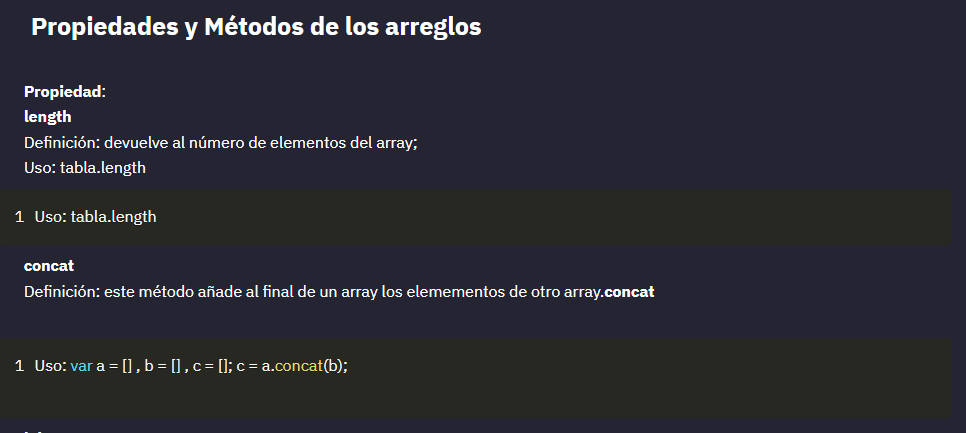 Propiedades y Métodos de los arreglos
Propiedad:
length
Definición: devuelve al número de elementos del array;
Uso: tabla.length
1 Uso: tabla.length
concat
Definición: este método añade al final de un array los elemementos de otro array.concat
1 Uso: var a = [] , b = [] , c = []; c = a.concat(b);